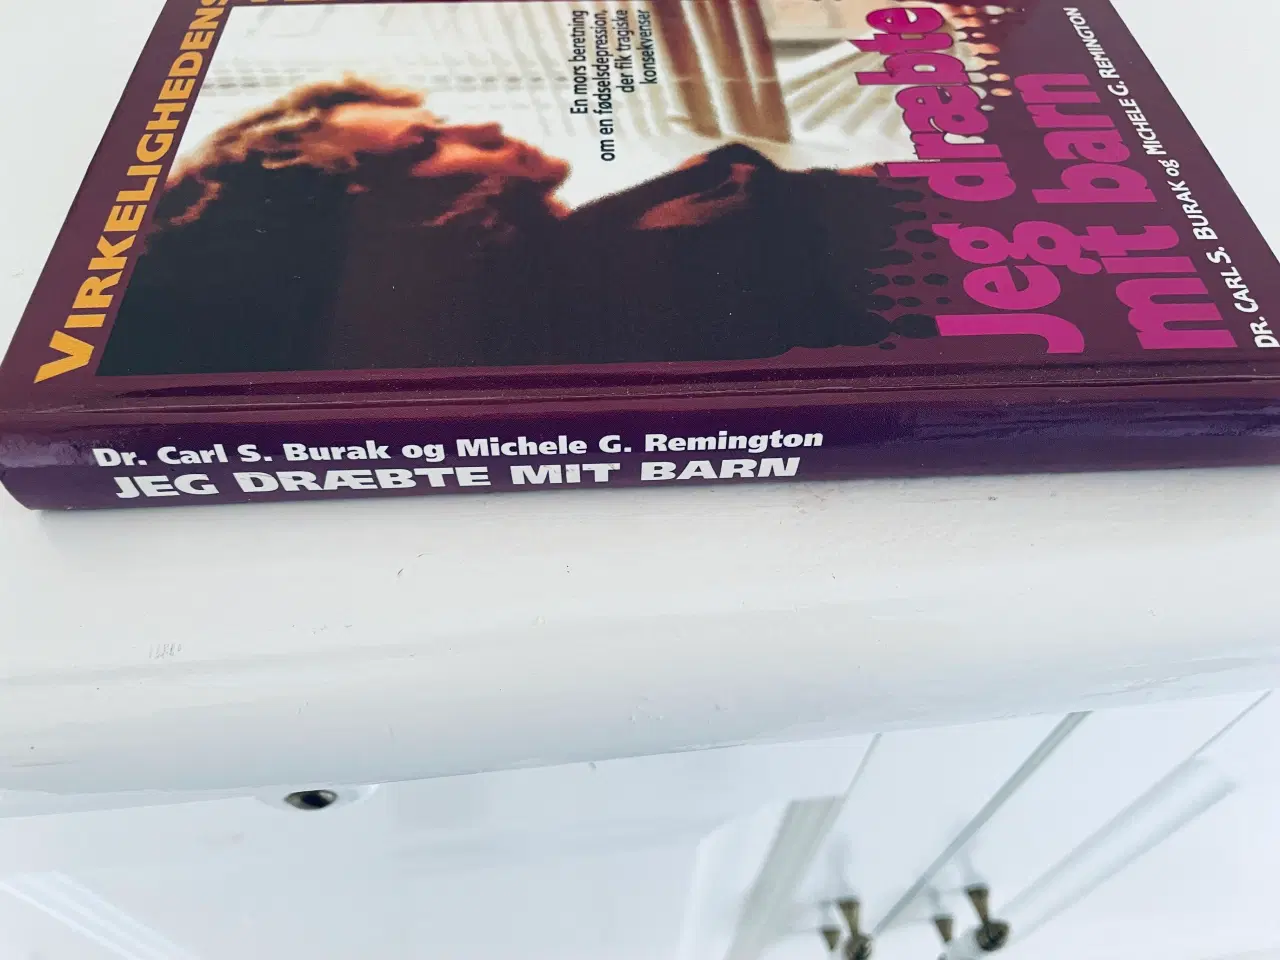 VIRKELIGHEDENS
En mors beretning
om en fødselsdepression,
der fik tragiske
konsekvenser
Jeg dræbte
mit barn
DR. CARL S. BURAK og MICHELE G. REMINGTON
Dr. Carl S. Burak og Michele G. Remington
JEG DRÆBTE MIT BARN